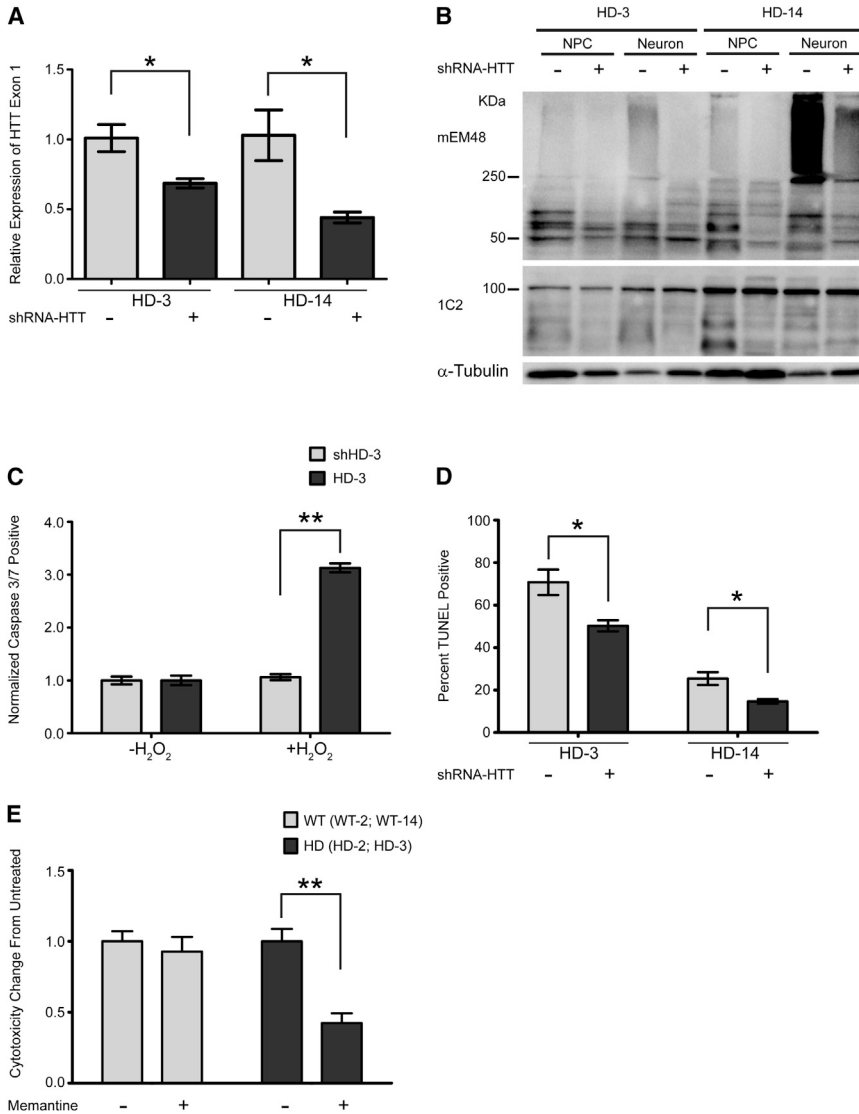 A
Relative Expression of HTT Exon 1
1.5
1.0
0.5
0.0
*
*
HD-3
HD-14
shRNA-HTT - + - +
B
HD-3 HD-14
NPC Neuron NPC Neuron
shRNA-HTT - + - + - + - +
KDa
mEM48
250
50
100
1C2
α-Tubulin
C
shHD-3
HD-3
Normalized Caspase 3/7 Positive
4.0
3.0
2.0
1.0
0.0
**
-H₂O₂ +H₂O₂
D
Percent TUNEL Positive
100
80
60
40
20
0
*
*
HD-3 HD-14
shRNA-HTT - + - +
E
WT (WT-2; WT-14)
HD (HD-2; HD-3)
Cytotoxicity Change From Untreated
1.5
1.0
0.5
0.0
**
Memantine - + - +